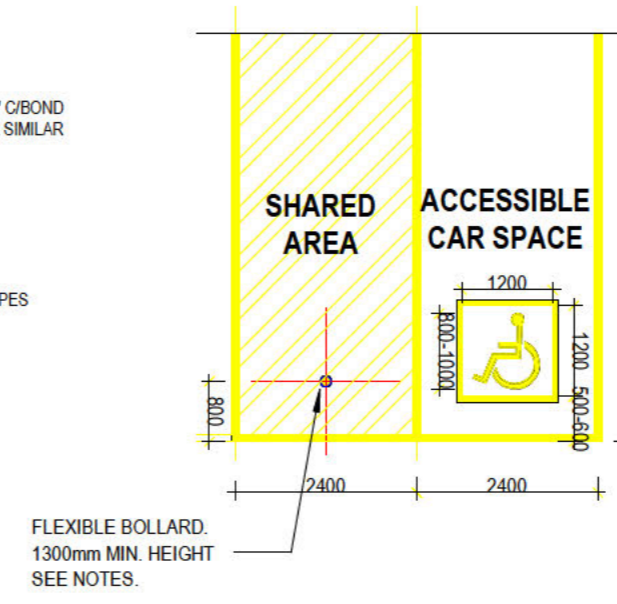 ' C/BOND
SIMILAR
SHARED
AREA
ACCESSIBLE
CAR SPACE
1200
PES
800-1000
1200
500-600
800
2400
2400
FLEXIBLE BOLLARD.
1300mm MIN. HEIGHT
SEE NOTES.